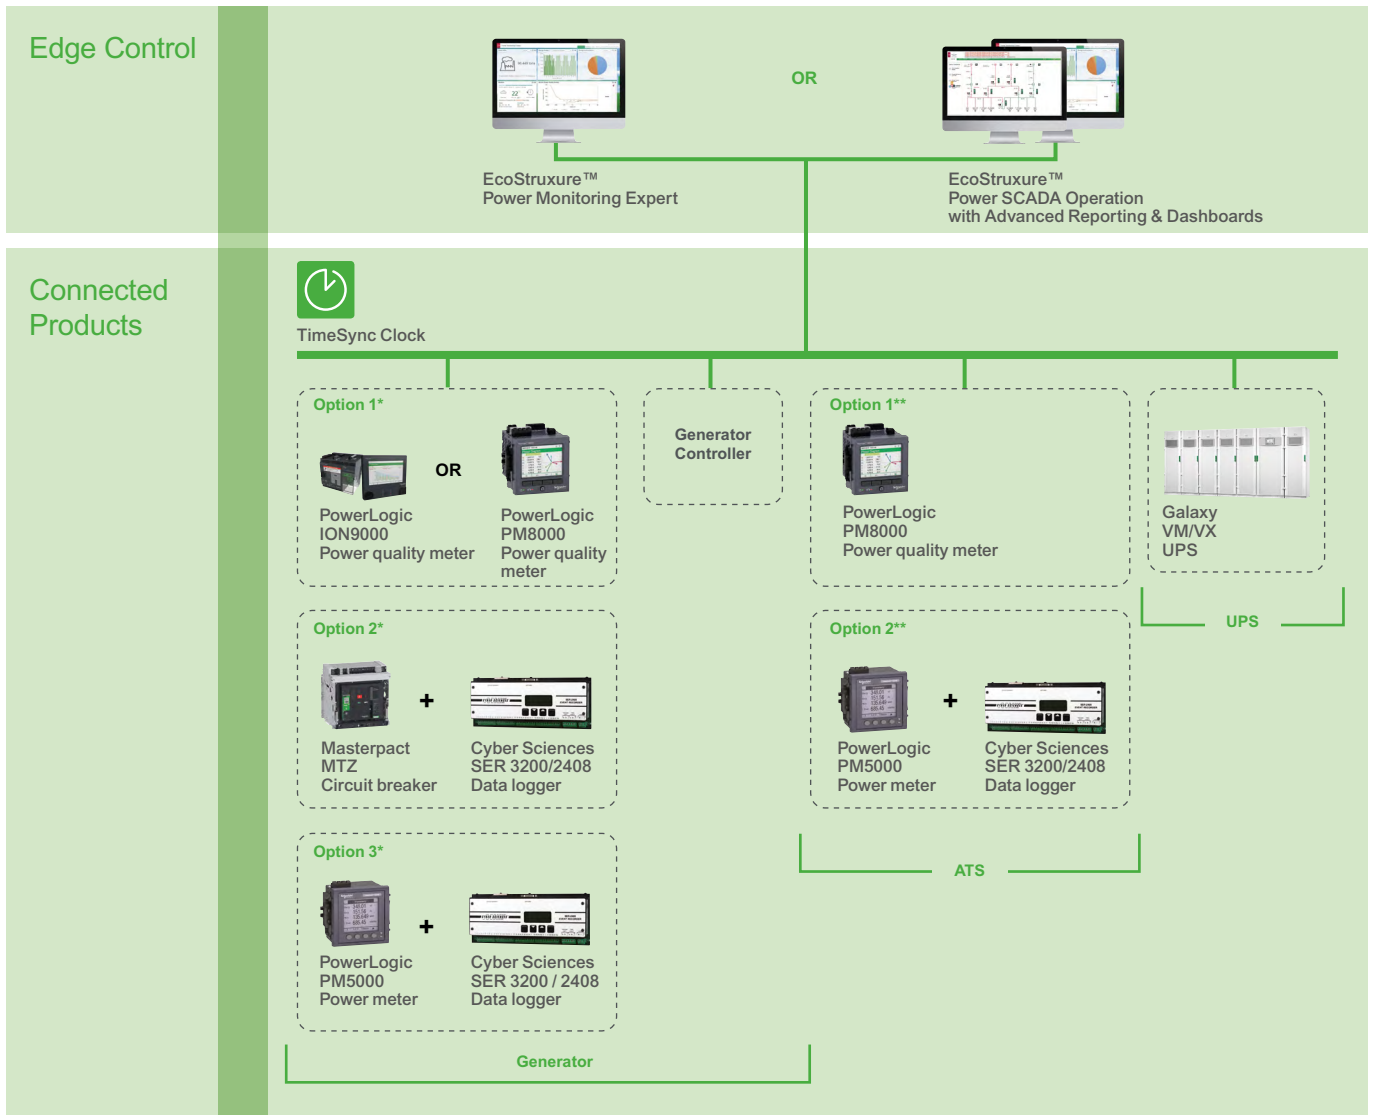 Edge Control
OR
EcoStruxure™
Power Monitoring Expert
EcoStruxure™
Power SCADA Operation
with Advanced Reporting & Dashboards
Connected
Products
TimeSync Clock
Option 1*
OR
PowerLogic
ION9000
Power quality meter
PowerLogic
PM8000
Power quality
meter
Generator
Controller
Option 1**
PowerLogic
PM8000
Power quality meter
Galaxy
VM/VX
UPS
UPS
Option 2*
+
Masterpact
MTZ
Circuit breaker
Cyber Sciences
SER 3200/2408
Data logger
Option 2**
+
PowerLogic
PM5000
Power meter
Cyber Sciences
SER 3200/2408
Data logger
ATS
Option 3*
+
PowerLogic
PM5000
Power meter
Cyber Sciences
SER 3200 / 2408
Data logger
Generator